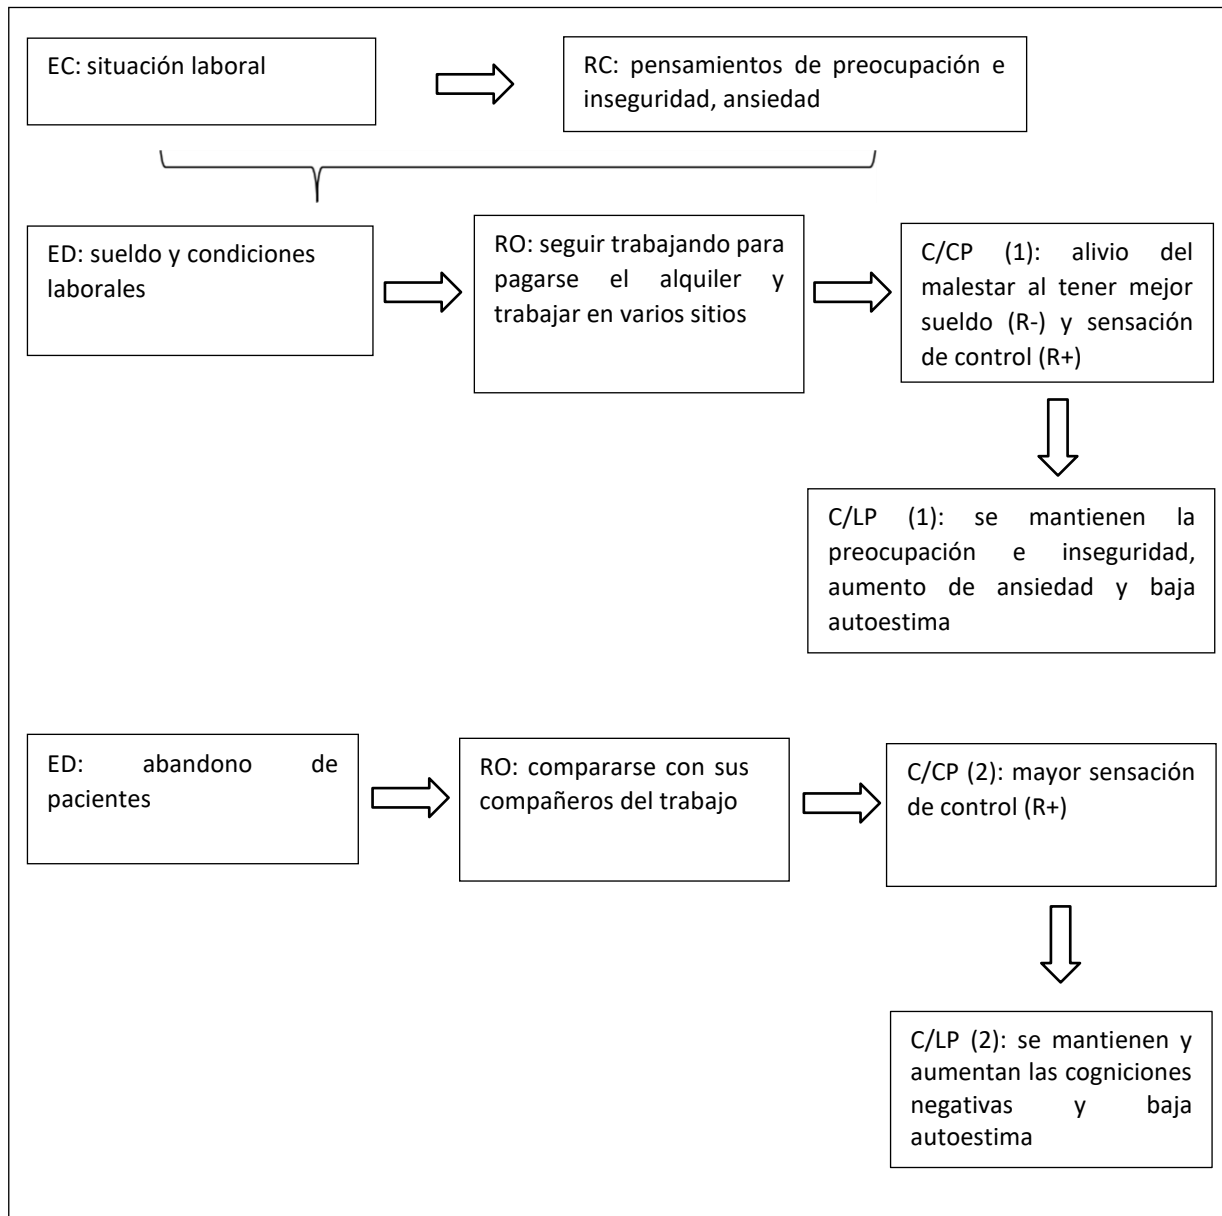 EC: situación laboral
RC: pensamientos de preocupación e
inseguridad, ansiedad
ED: sueldo y condiciones
laborales
RO: seguir trabajando para
pagarse el alquiler y
trabajar en varios sitios
C/CP (1): alivio del
malestar al tener mejor
sueldo (R-) y sensación
de control (R+)
C/LP (1): se mantienen la
preocupación e inseguridad,
aumento de ansiedad y baja
autoestima
ED: abandono de
pacientes
RO: compararse con sus
compañeros del trabajo
C/CP (2): mayor sensación
de control (R+)
C/LP (2): se mantienen y
aumentan las cogniciones
negativas y baja
autoestima